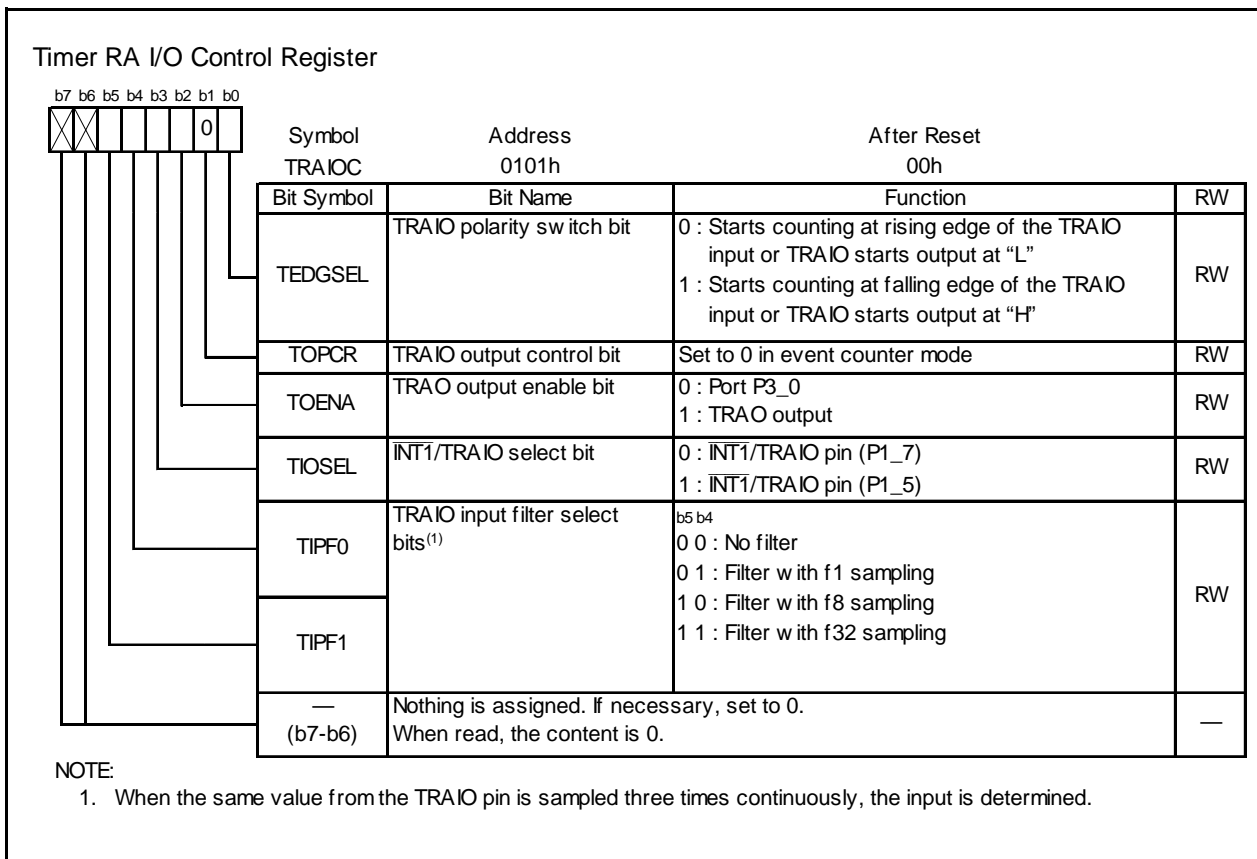 Timer RA I/O Control Register
b7 b6 b5 b4 b3 b2 b1 b0
0
Symbol Address After Reset
TRAIOC 0101h 00h
Bit Symbol Bit Name Function RW
TEDGSEL
TRAIO polarity switch bit
0 : Starts counting at rising edge of the TRAIO
input or TRAIO starts output at “L”
1 : Starts counting at falling edge of the TRAIO
input or TRAIO starts output at “H”
RW
TOPCR TRAIO output control bit Set to 0 in event counter mode RW
TOENA
TRAO output enable bit
0 : Port P3_0
1 : TRAO output
RW
TIOSEL
INT1/TRAIO select bit
0 : INT1/TRAIO pin (P1_7)
1 : INT1/TRAIO pin (P1_5)
RW
TIPF0
TRAIO input filter select
bits(1)
b5 b4
0 0 : No filter
0 1 : Filter with f1 sampling
1 0 : Filter with f8 sampling
1 1 : Filter with f32 sampling
RW
TIPF1
—
(b7-b6)
Nothing is assigned. If necessary, set to 0.
When read, the content is 0.
—
NOTE:
1. When the same value from the TRAIO pin is sampled three times continuously, the input is determined.